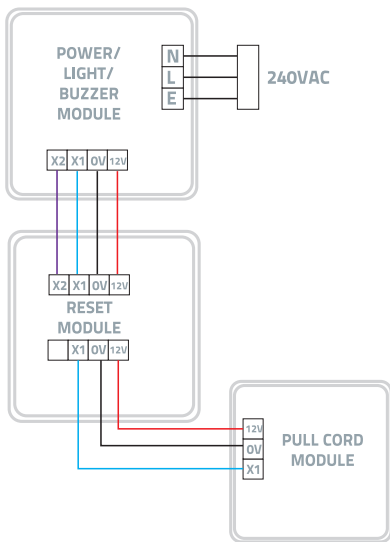 POWER/
LIGHT/
BUZZER
MODULE
N
L
E
240VAC
X2 X1 0V 12V
X2 X1 0V 12V
RESET
MODULE
X1 0V 12V
12V
0V
X1
PULL CORD
MODULE